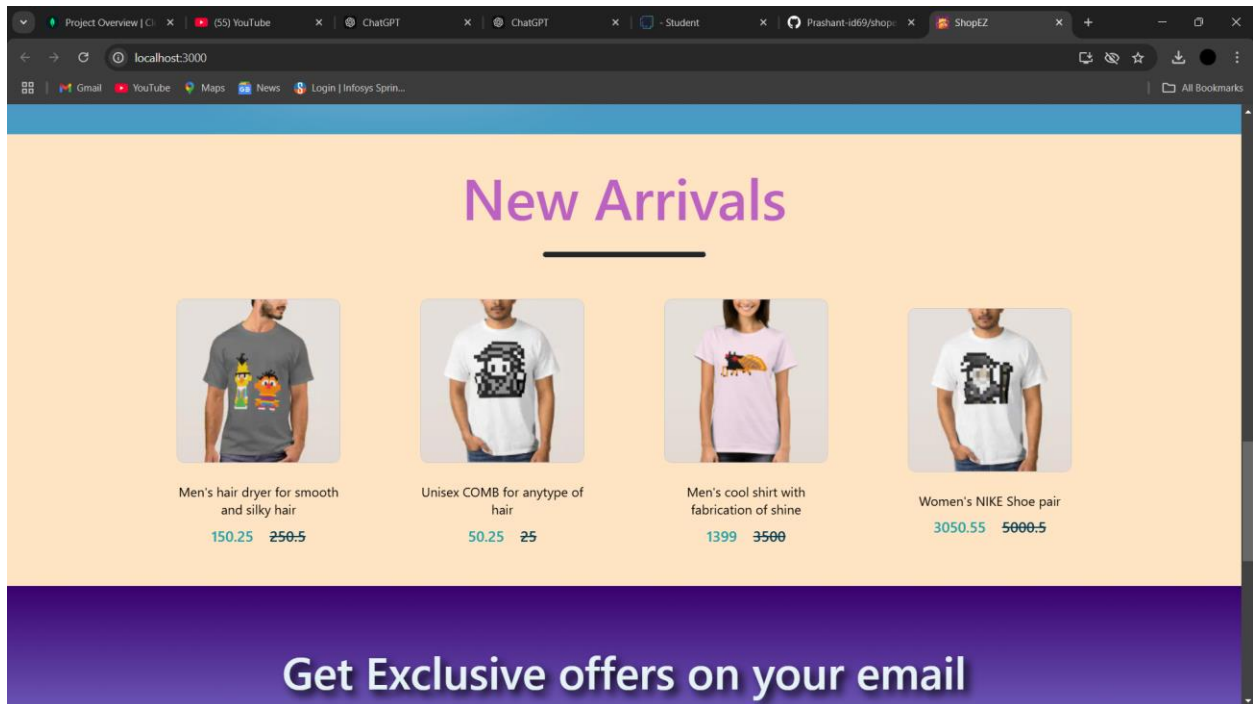 Project Overview | Cl
(55) YouTube
ChatGPT
ChatGPT
- Student
Prashant-id69/shope
ShopEZ
localhost:3000
Gmail
YouTube
Maps
News
Login | Infosys Sprin...
All Bookmarks
New Arrivals
Men's hair dryer for smooth
and silky hair
150.25 250.5
Unisex COMB for anytype of
hair
50.25 25
Men's cool shirt with
fabrication of shine
1399 3500
Women's NIKE Shoe pair
3050.55 5000.5
Get Exclusive offers on your email